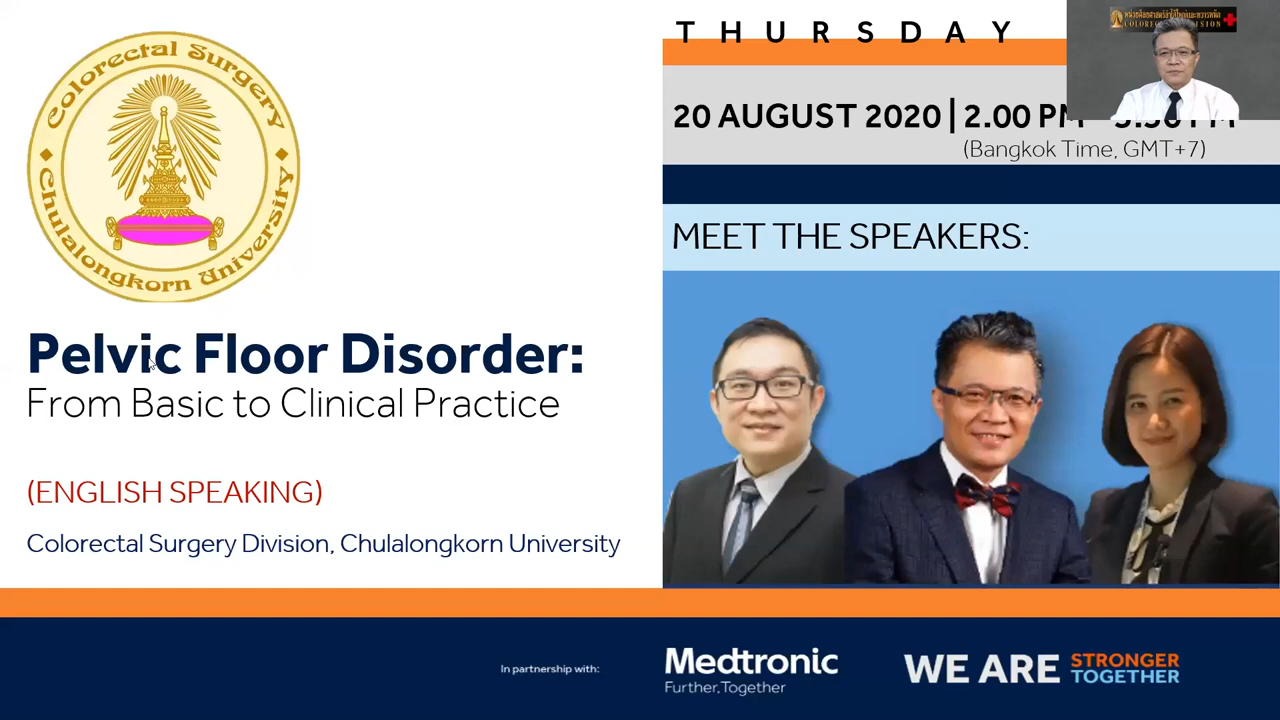 Colorectal Surgery
Chulalongkorn University
Pelvic Floor Disorder:
From Basic to Clinical Practice
(ENGLISH SPEAKING)
Colorectal Surgery Division, Chulalongkorn University
THURSDAY
20 AUGUST 2020 | 2.00 PM
(Bangkok Time, GMT+7)
MEET THE SPEAKERS:
In partnership with:
Medtronic
Further, Together
WE ARE STRONGER TOGETHER